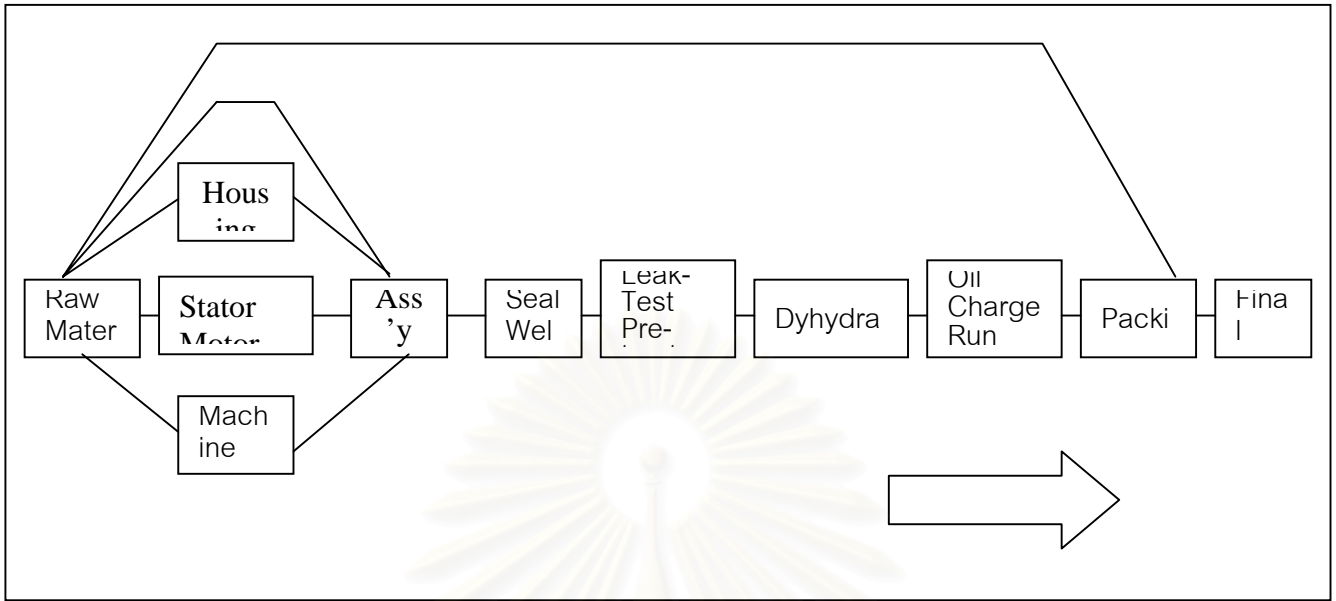 Hous
ing
Raw
Mater
Stator
Motor
Ass
’y
Seal
Wel
Leak-
Test
Pre-
Dyhydra
Oil
Charge
Run
Packi
Fina
l
Mach
ine